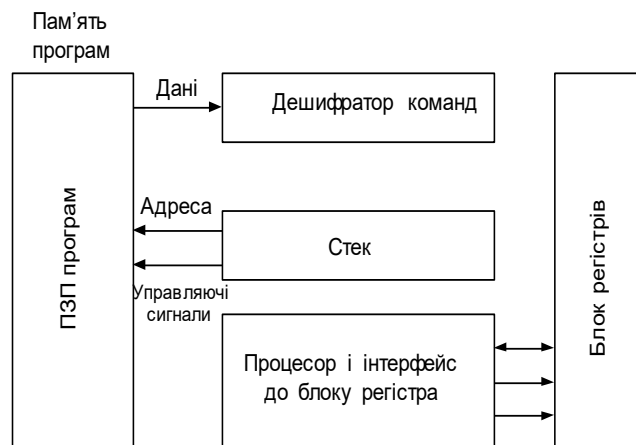 Пам’ять
програм
Дані
Дешифратор команд
ПЗП програм
Адреса
Стек
Управляючі
сигнали
Процесор і інтерфейс
до блоку регістра
Блок регістрів